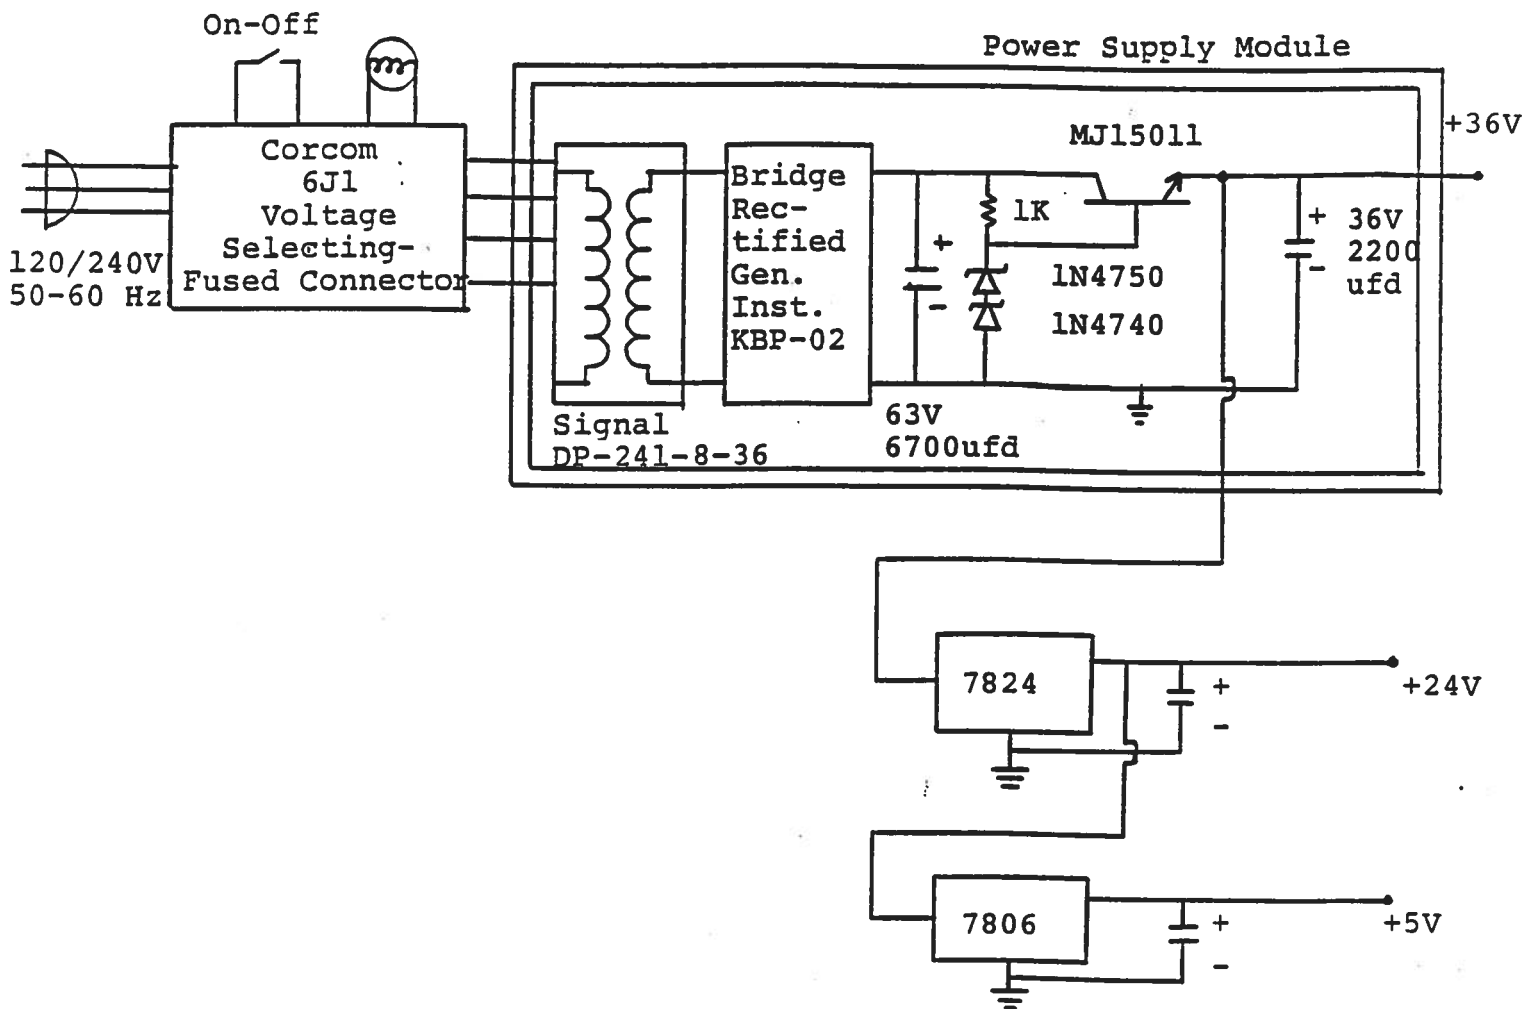 On-Off
Power Supply Module
+36V
MJ15011
Corcom
6J1
Voltage
Selecting-
Fused Connector
120/240V
50-60 Hz
Bridge
Rec-
tified
Gen.
Inst.
KBP-02
1K
+
-
1N4750
1N4740
+
-
36V
2200
ufd
63V
6700ufd
Signal
DP-241-8-36
7824
+
-
+24V
7806
+
-
+5V